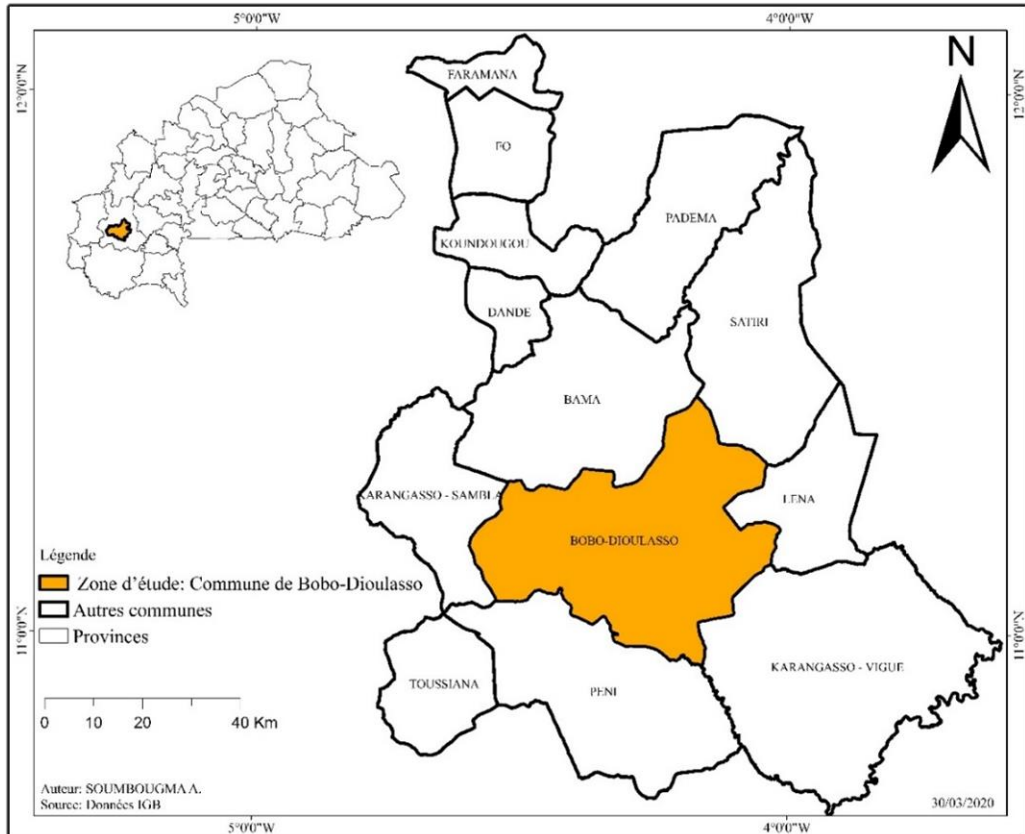 5°0'0"W
4°0'0"W
N
12°0'0"N
12°0'0"N
FARAMANA
FO
PADEMA
KOUNDOUGOU
DANDE
SATIRI
BAMA
KARANGASSO - SAMBLA
LENA
BOBO-DIOULASSO
Légende
Zone d'étude: Commune de Bobo-Dioulasso
Autres communes
Provinces
11°0'0"N
11°0'0"N
KARANGASSO - VIGUE
TOUSSIANA
PENI
0 10 20 40 Km
Auteur: SOUMBOUGMA A.
Source: Données IGB
30/03/2020
5°0'0"W
4°0'0"W